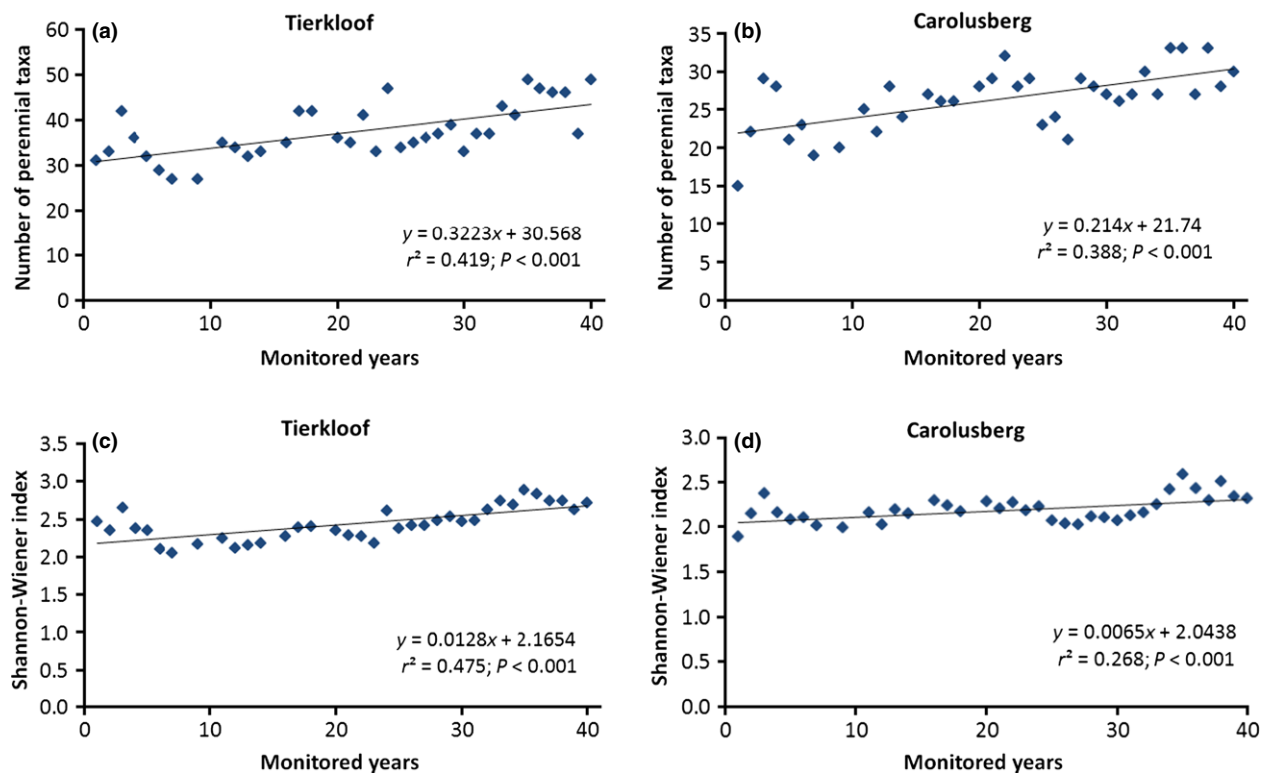 (a)
Tierkloof
Number of perennial taxa
60
50
40
30
20
10
0
y = 0.3223x + 30.568
r² = 0.419; P < 0.001
0 10 20 30 40
Monitored years
(b)
Carolusberg
Number of perennial taxa
35
30
25
20
15
10
5
0
y = 0.214x + 21.74
r² = 0.388; P < 0.001
0 10 20 30 40
Monitored years
(c)
Tierkloof
Shannon-Wiener index
3.5
3.0
2.5
2.0
1.5
1.0
0.5
0.0
y = 0.0128x + 2.1654
r² = 0.475; P < 0.001
0 10 20 30 40
Monitored years
(d)
Carolusberg
Shannon-Wiener index
3.0
2.5
2.0
1.5
1.0
0.5
0.0
y = 0.0065x + 2.0438
r² = 0.268; P < 0.001
0 10 20 30 40
Monitored years